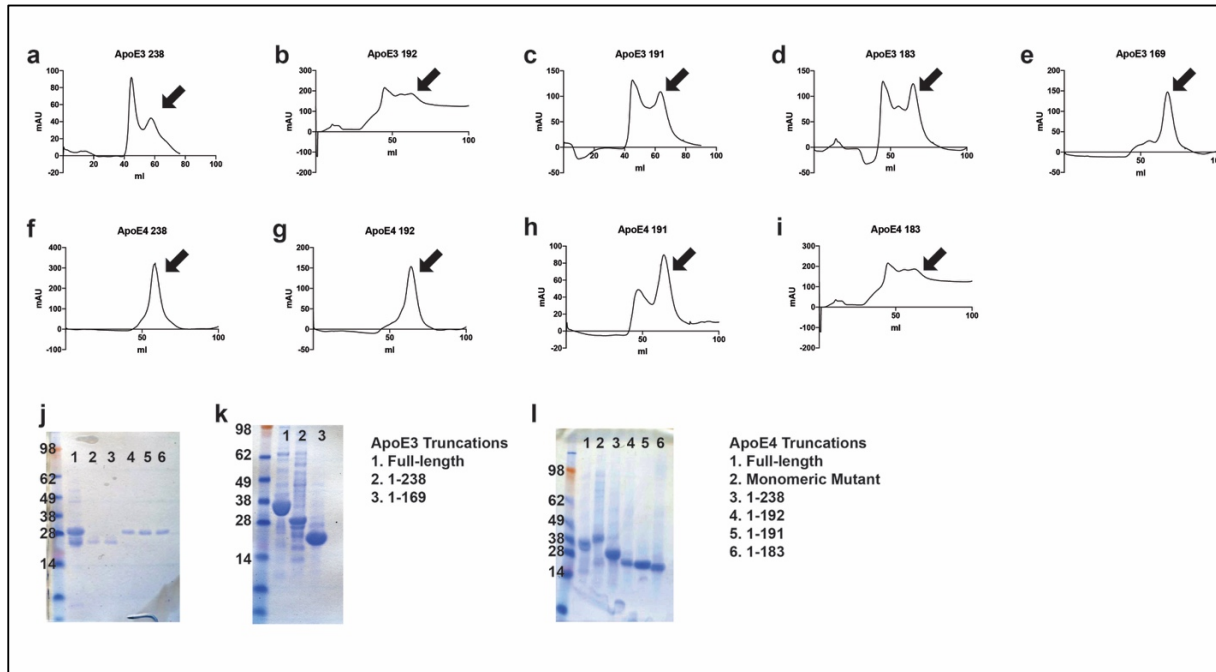 a
ApoE3 238
100
80
60
40
20
0
-20
mAU
20
40
60
80
100
ml
b
ApoE3 192
300
200
100
0
-100
mAU
50
100
ml
c
ApoE3 191
150
100
50
0
-50
mAU
20
40
60
80
100
ml
d
ApoE3 183
150
100
50
0
-50
mAU
50
100
ml
e
ApoE3 169
200
150
100
50
0
-50
mAU
50
ml
f
ApoE4 238
400
300
200
100
0
-100
mAU
50
100
ml
g
ApoE4 192
200
150
100
50
0
-50
mAU
50
100
ml
h
ApoE4 191
100
80
60
40
20
0
-20
mAU
50
100
ml
i
ApoE4 183
300
200
100
0
-100
-200
mAU
50
100
ml
j
1 2 3 4 5 6
98
62
49
38
28
14
k
1 2 3
98
62
49
38
28
14
ApoE3 Truncations
1. Full-length
2. 1-238
3. 1-169
l
1 2 3 4 5 6
98
62
49
38
28
14
ApoE4 Truncations
1. Full-length
2. Monomeric Mutant
3. 1-238
4. 1-192
5. 1-191
6. 1-183